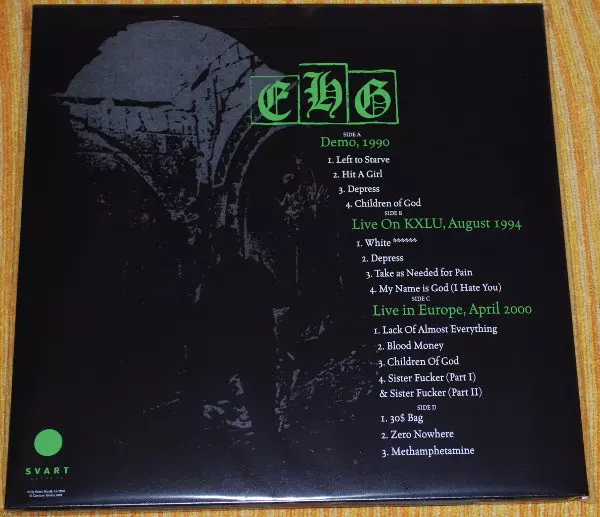 EHG
SIDE A
Demo, 1990
1. Left to Starve
2. Hit A Girl
3. Depress
4. Children of God
SIDE B
Live On KXLU, August 1994
1. White ******
2. Depress
3. Take as Needed for Pain
4. My Name is God (I Hate You)
SIDE C
Live in Europe, April 2000
1. Lack Of Almost Everything
2. Blood Money
3. Children Of God
4. Sister Fucker (Part I)
& Sister Fucker (Part II)
SIDE D
1. 30$ Bag
2. Zero Nowhere
3. Methamphetamine
SVART
RECORDS